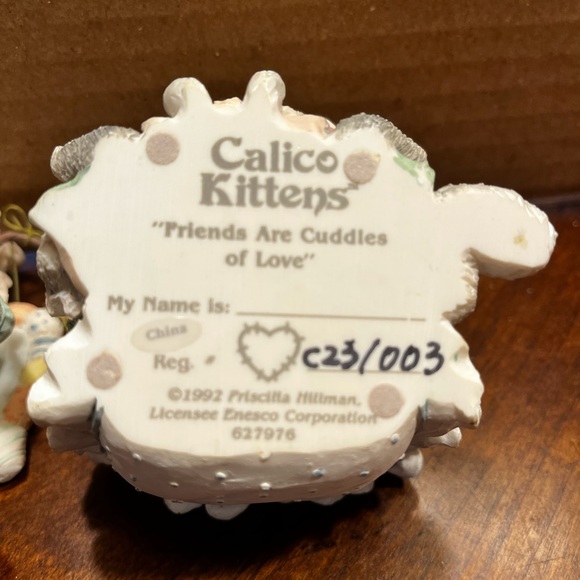 Calico
Kittens
"Friends Are Cuddles
of Love"
My Name is:
China
Reg. # C23/003
©1992 Priscilla Hillman,
Licensee Enesco Corporation
627976